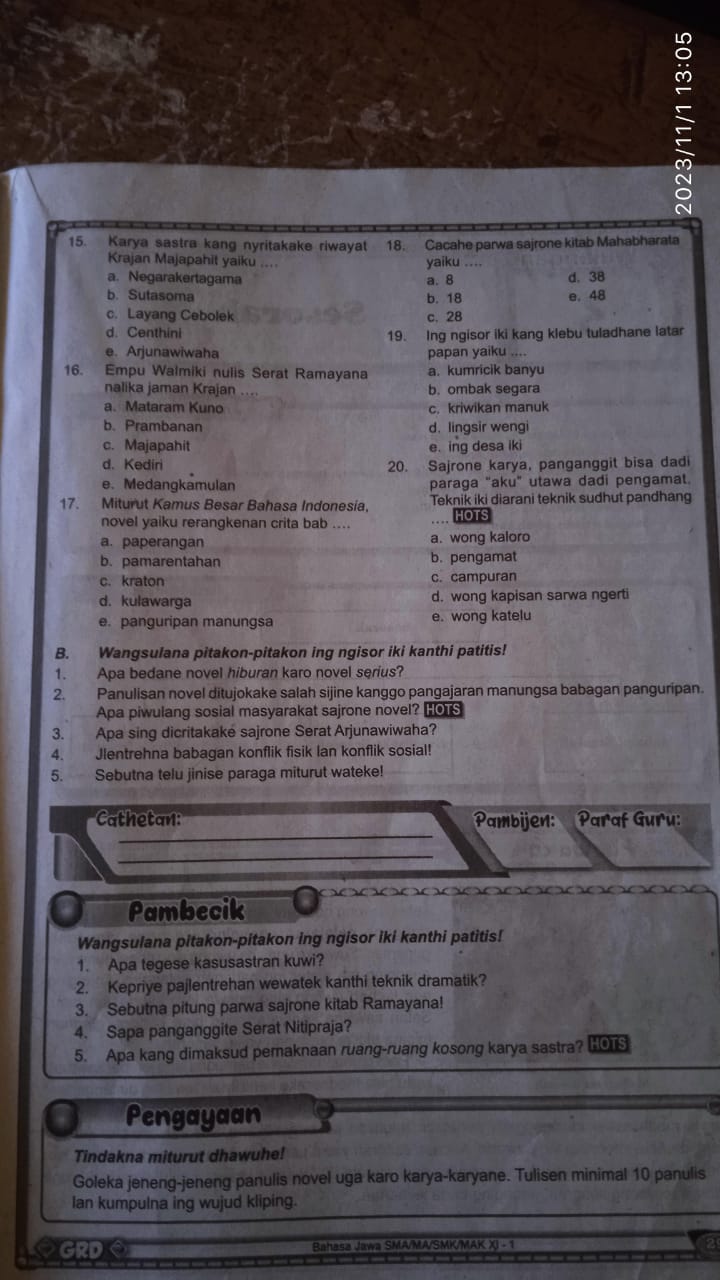 2023/11/1 13:05
15. Karya sastra kang nyritakake riwayat
Krajan Majapahit yaiku ....
a. Negarakertagama
b. Sutasoma
c. Layang Cebolek
d. Centhini
e. Arjunawiwaha
16. Empu Walmiki nulis Serat Ramayana
nalika jaman Krajan ....
a. Mataram Kuno
b. Prambanan
c. Majapahit
d. Kediri
e. Medangkamulan
17. Miturut Kamus Besar Bahasa Indonesia,
novel yaiku rerangkenan crita bab ....
a. paperangan
b. pamarentahan
c. kraton
d. kulawarga
e. panguripan manungsa
18. Cacahe parwa sajrone kitab Mahabharata
yaiku ....
a. 8 d. 38
b. 18 e. 48
c. 28
19. Ing ngisor iki kang klebu tuladhane latar
papan yaiku ....
a. kumricik banyu
b. ombak segara
c. kriwikan manuk
d. lingsir wengi
e. ing desa iki
20. Sajrone karya, panganggit bisa dadi
paraga "aku" utawa dadi pengamat.
Teknik iki diarani teknik sudhut pandhang
.... HOTS
a. wong kaloro
b. pengamat
c. campuran
d. wong kapisan sarwa ngerti
e. wong katelu
B. Wangsulana pitakon-pitakon ing ngisor iki kanthi patitis!
1. Apa bedane novel hiburan karo novel serius?
2. Panulisan novel ditujokake salah sijine kanggo pangajaran manungsa babagan panguripan.
Apa piwulang sosial masyarakat sajrone novel? HOTS
3. Apa sing dicritakake sajrone Serat Arjunawiwaha?
4. Jlentrehna babagan konflik fisik lan konflik sosial!
5. Sebutna telu jinise paraga miturut wateke!
Cathetan:
Pambijen:
Paraf Guru:
Pambecik
Wangsulana pitakon-pitakon ing ngisor iki kanthi patitis!
1. Apa tegese kasusastran kuwi?
2. Kepriye pajlentrehan wewatek kanthi teknik dramatik?
3. Sebutna pitung parwa sajrone kitab Ramayana!
4. Sapa panganggite Serat Nitipraja?
5. Apa kang dimaksud pemaknaan ruang-ruang kosong karya sastra? HOTS
Pengayaan
Tindakna miturut dhawuhe!
Goleka jeneng-jeneng panulis novel uga karo karya-karyane. Tulisen minimal 10 panulis
lan kumpulna ing wujud kliping.
GRD
Bahasa Jawa SMA/MA/SMK/MAK XI - 1